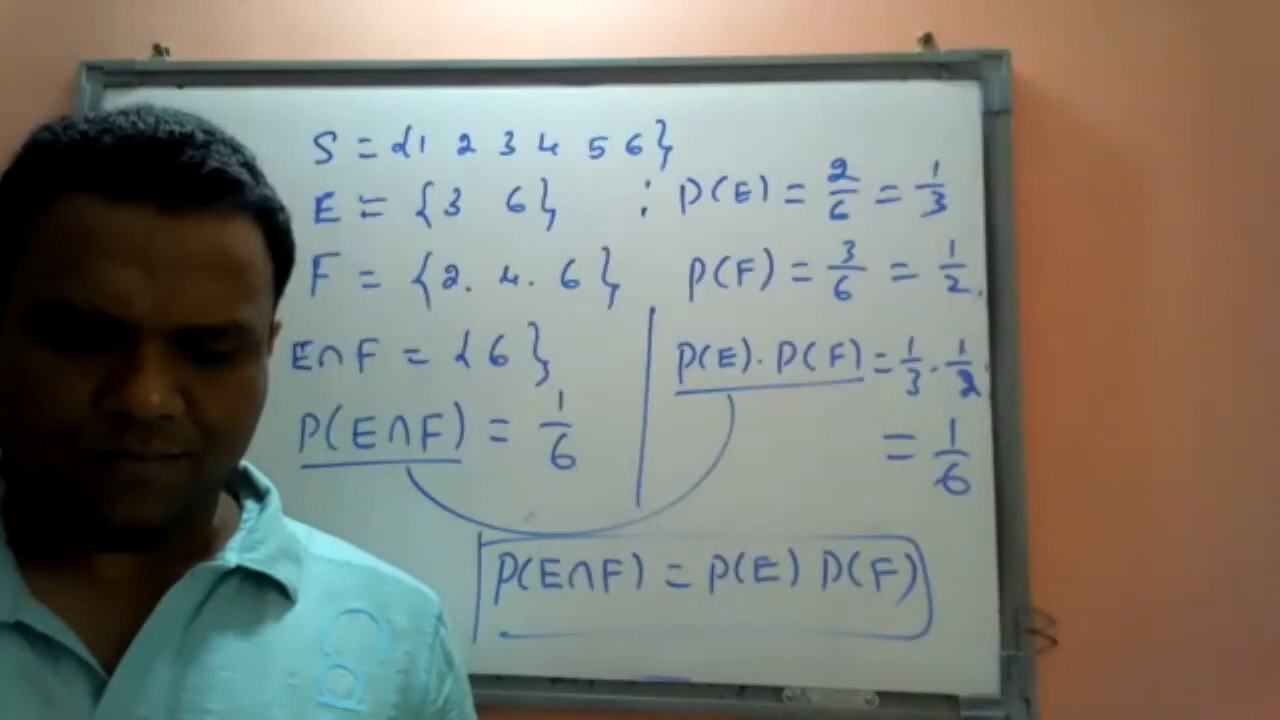 S = {1 2 3 4 5 6}
E = {3 6} : P(E) = 2/6 = 1/3
F = {2. 4. 6} P(F) = 3/6 = 1/2.
E∩F = {6} P(E). P(F) = 1/3 . 1/2
P(E∩F) = 1/6 = 1/6
P(E∩F) = P(E) P(F)